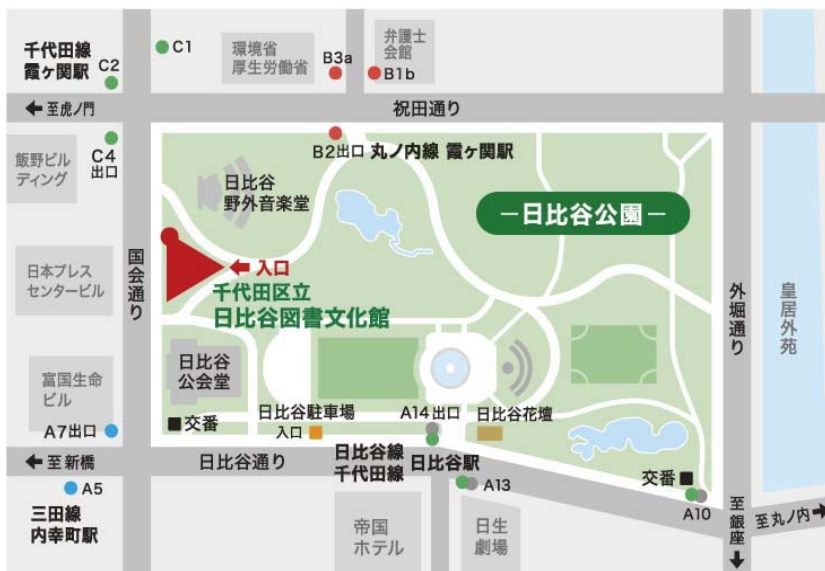 千代田線
霞ヶ関駅
C2
C1
環境省
厚生労働省
B3a
弁護士
会館
B1b
← 至虎ノ門
祝田通り
飯野ビル
ディング
C4
出口
B2出口 丸ノ内線 霞ヶ関駅
日比谷
野外音楽堂
－日比谷公園－
国会通り
日本プレス
センタービル
← 入口
千代田区立
日比谷図書文化館
外堀通り
皇居外苑
日比谷
公会堂
富国生命
ビル
A7出口
■交番
日比谷駐車場
入口
A14出口
日比谷花壇
← 至新橋
日比谷通り
日比谷線
千代田線
日比谷駅
A13
交番■
A10
A5
三田線
内幸町駅
帝国
ホテル
日生
劇場
至銀座
↓
至丸ノ内→